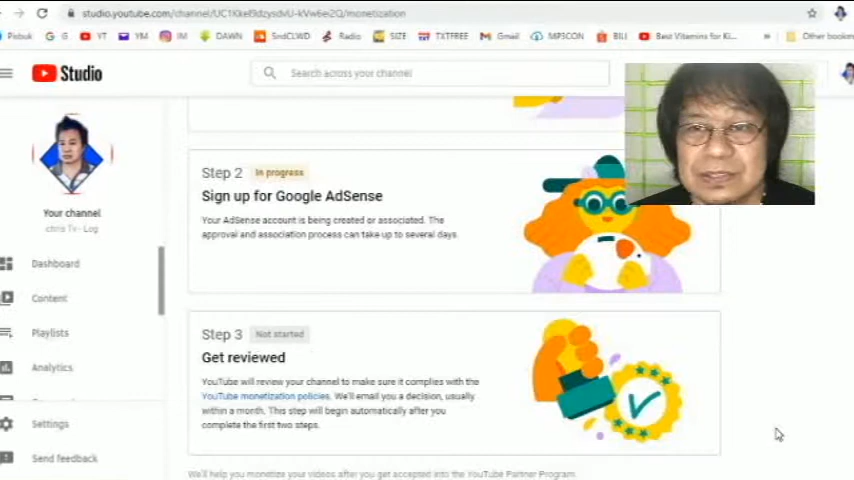 studio.youtube.com/channel/UC1Kkel9dzysdvU-kVw6ei2Q/monetization
Pisbuk G YT YM IM DAWN SndCLWD Radio SIZE TXTFREE Gmail MP3CON BILI Best Vitamins for Ki... » Other bookm
Studio
Search across your channel
Step 2 In progress
Sign up for Google AdSense
Your AdSense account is being created or associated. The
approval and association process can take up to several days.
Your channel
chris Tv - Log
Dashboard
Content
Playlists
Analytics
Settings
Send feedback
Step 3 Not started
Get reviewed
YouTube will review your channel to make sure it complies with the
YouTube monetization policies. We'll email you a decision, usually
within a month. This step will begin automatically after you
complete the first two steps.
We'll help you monetize your videos after you get accepted into the YouTube Partner Program